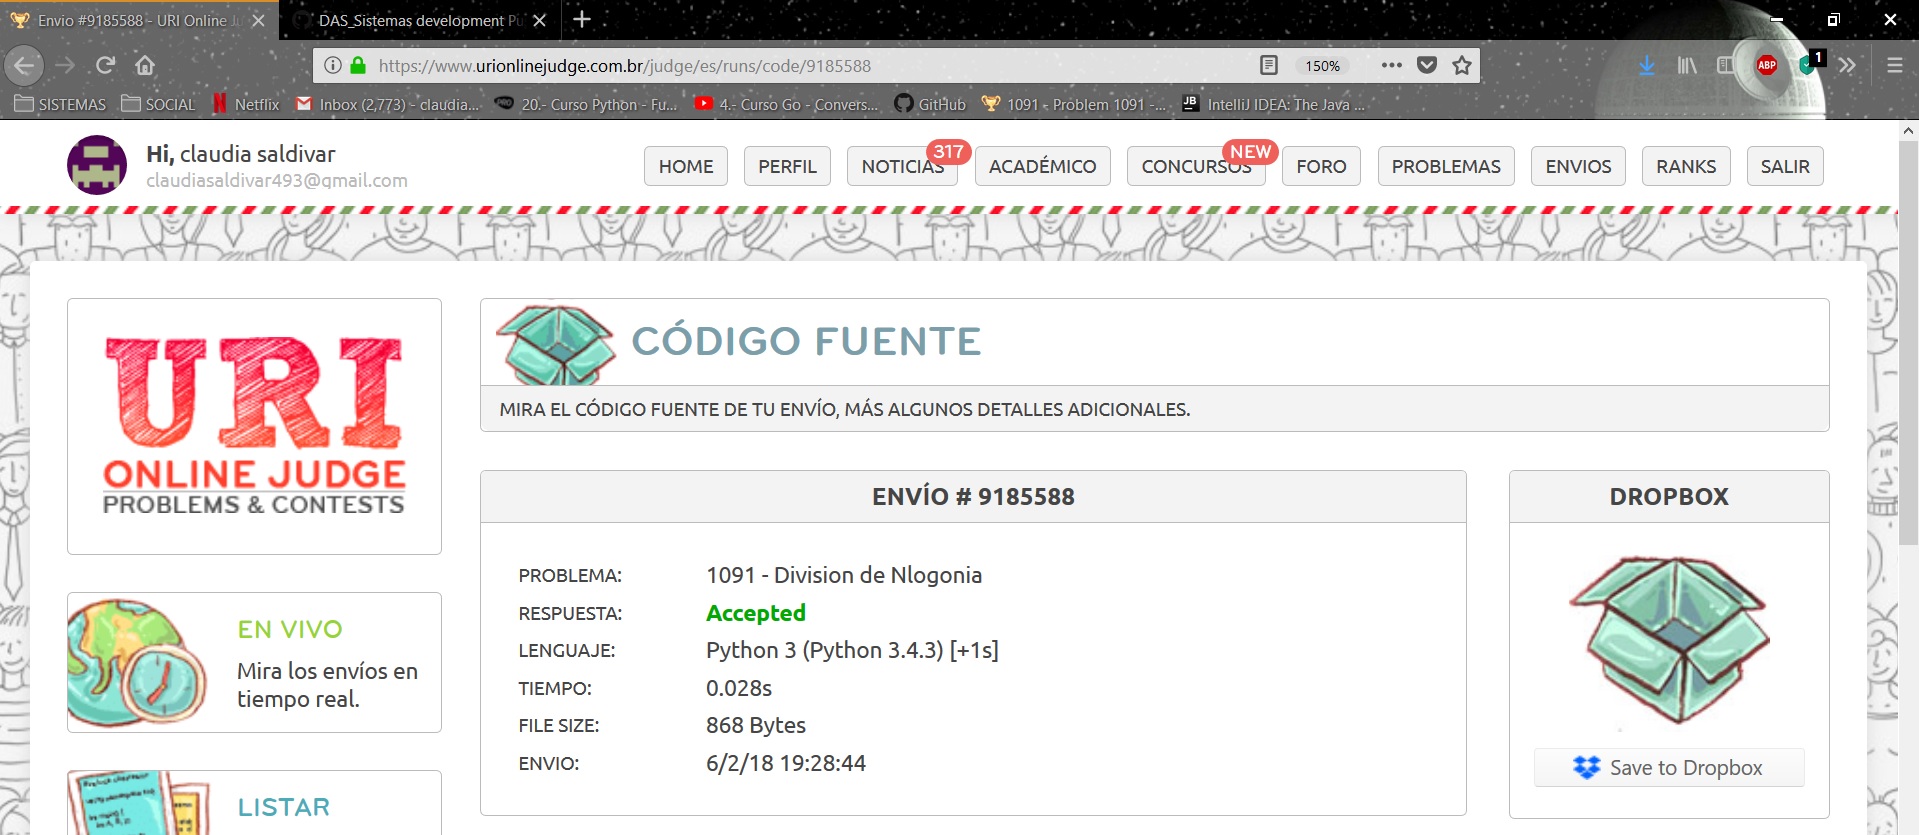 Envio #9185588 - URI Online
DAS_Sistemas development
https://www.urionlinejudge.com.br/judge/es/runs/code/9185588
150%
ABP
1
SISTEMAS
SOCIAL
Netflix
Inbox (2,773) - claudia...
20.- Curso Python - Fu...
4.- Curso Go - Convers...
GitHub
1091 - Problem 1091 -...
JB
IntelliJ IDEA: The Java ...
Hi, claudia saldivar
claudiasaldivar493@gmail.com
HOME
PERFIL
NOTICIAS
317
ACADÉMICO
CONCURSOS
NEW
FORO
PROBLEMAS
ENVIOS
RANKS
SALIR
URI
ONLINE JUDGE
PROBLEMS & CONTESTS
CÓDIGO FUENTE
MIRA EL CÓDIGO FUENTE DE TU ENVÍO, MÁS ALGUNOS DETALLES ADICIONALES.
ENVÍO # 9185588
PROBLEMA: 1091 - Division de Nlogonia
RESPUESTA: Accepted
LENGUAJE: Python 3 (Python 3.4.3) [+1s]
TIEMPO: 0.028s
FILE SIZE: 868 Bytes
ENVIO: 6/2/18 19:28:44
DROPBOX
Save to Dropbox
EN VIVO
Mira los envíos en
tiempo real.
LISTAR